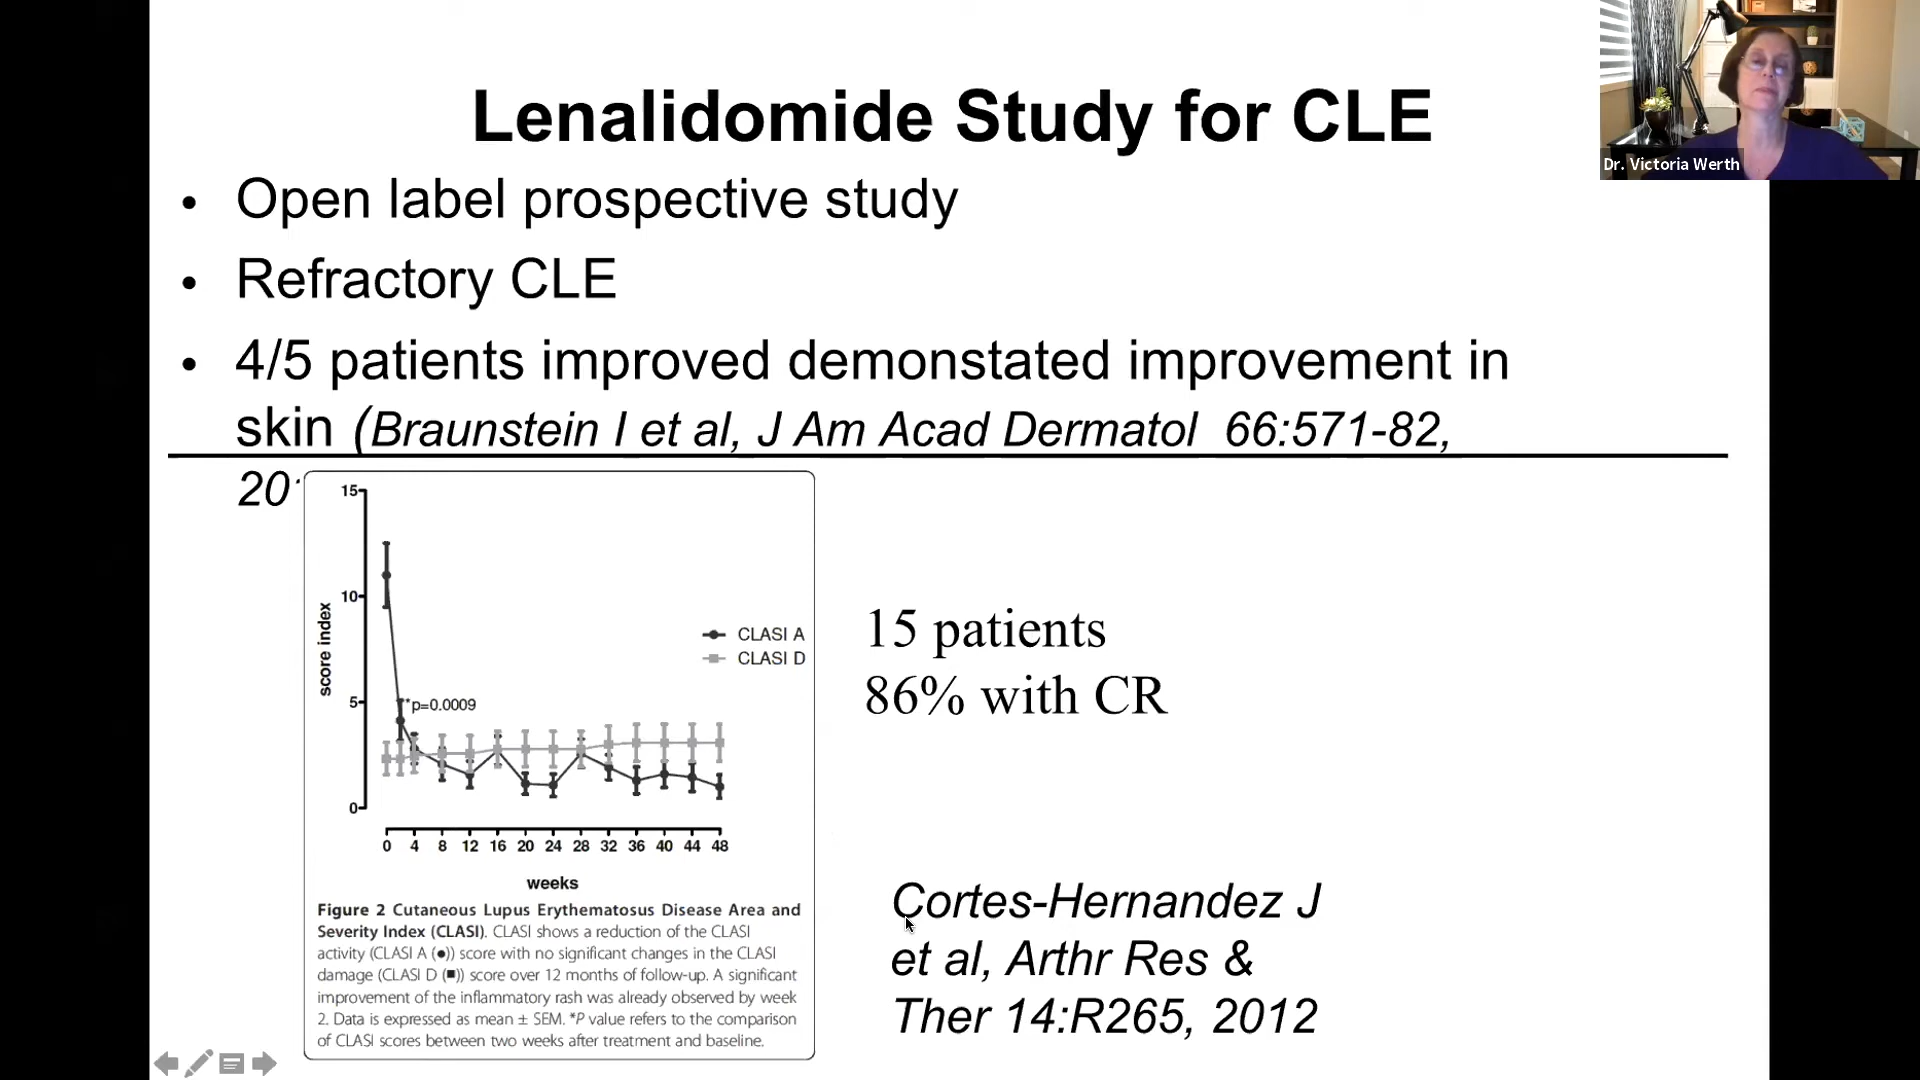 Lenalidomide Study for CLE
Dr. Victoria Werth
• Open label prospective study
• Refractory CLE
• 4/5 patients improved demonstated improvement in
skin (Braunstein I et al, J Am Acad Dermatol 66:571-82,
20
15
10
5
0
score index
*p=0.0009
CLASI A
CLASI D
0 4 8 12 16 20 24 28 32 36 40 44 48
weeks
Figure 2 Cutaneous Lupus Erythematosus Disease Area and
Severity Index (CLASI). CLASI shows a reduction of the CLASI
activity (CLASI A (●)) score with no significant changes in the CLASI
damage (CLASI D (■)) score over 12 months of follow-up. A significant
improvement of the inflammatory rash was already observed by week
2. Data is expressed as mean ± SEM. *P value refers to the comparison
of CLASI scores between two weeks after treatment and baseline.
15 patients
86% with CR
Cortes-Hernandez J
et al, Arthr Res &
Ther 14:R265, 2012